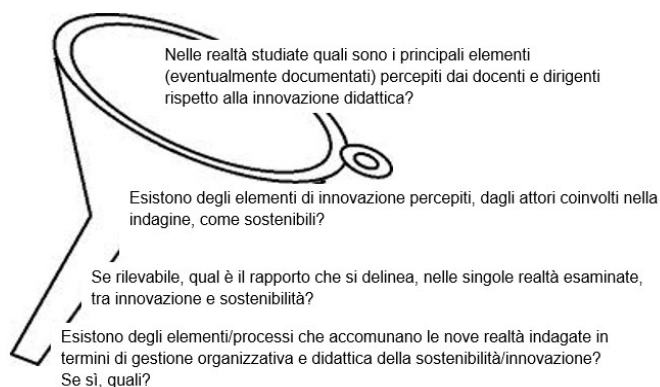 Nelle realtà studiate quali sono i principali elementi
(eventualmente documentati) percepiti dai docenti e dirigenti
rispetto alla innovazione didattica?
Esistono degli elementi di innovazione percepiti, dagli attori coinvolti nella
indagine, come sostenibili?
Se rilevabile, qual è il rapporto che si delinea, nelle singole realtà esaminate,
tra innovazione e sostenibilità?
Esistono degli elementi/processi che accomunano le nove realtà indagate in
termini di gestione organizzativa e didattica della sostenibilità/innovazione?
Se sì, quali?